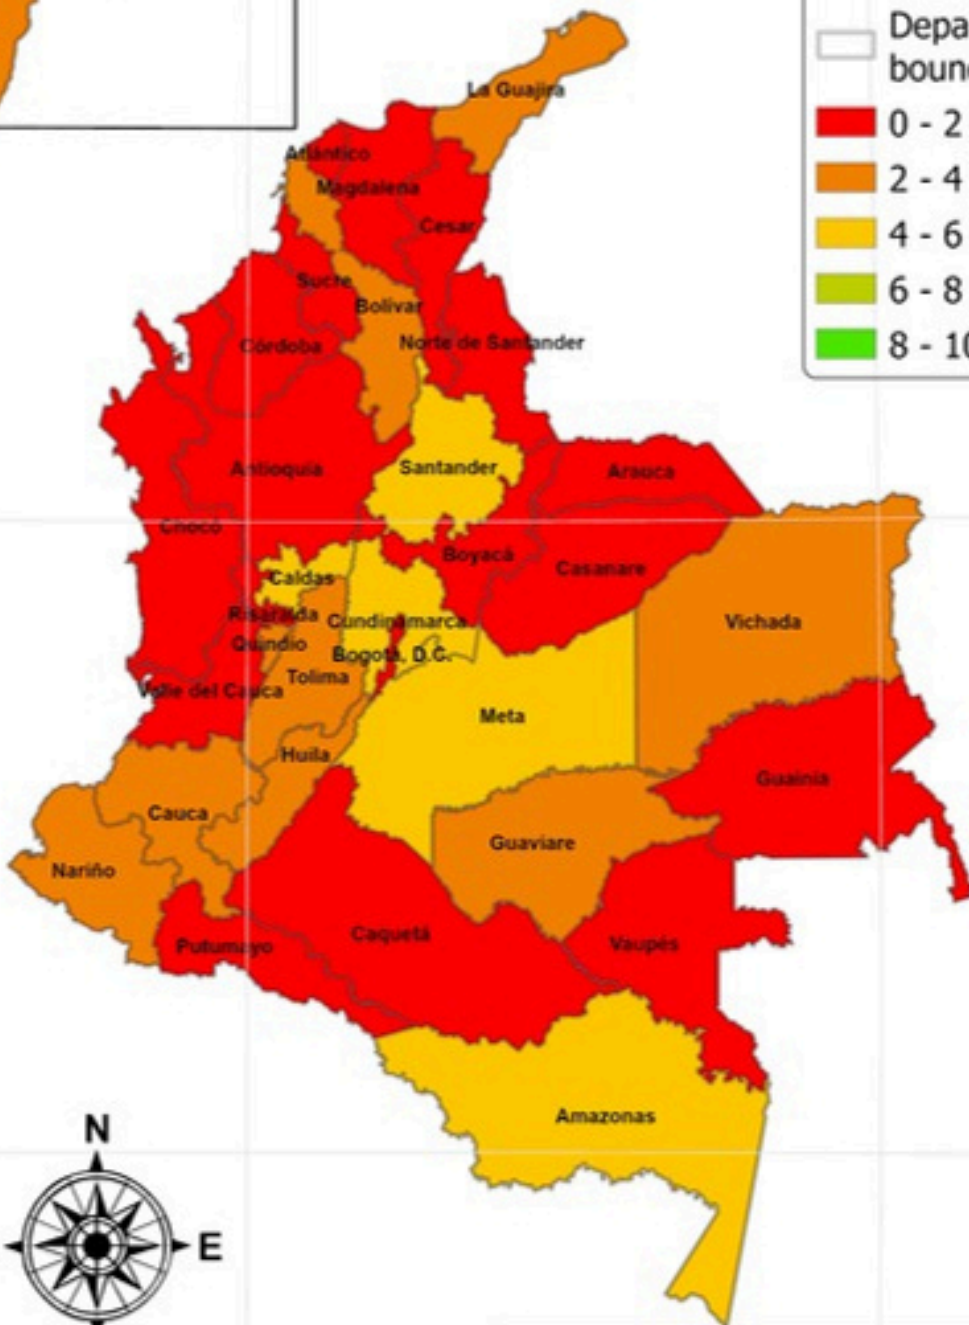 Depa
boun
0 - 2
2 - 4
4 - 6
6 - 8
8 - 10
La Guajira
Atlántico
Magdalena
Cesar
Sucre
Bolívar
Norte de Santander
Córdoba
Antioquia
Santander
Arauca
Chocó
Boyacá
Casanare
Caldas
Risaralda
Cundinamarca
Vichada
Quindío
Bogotá, D.C.
Tolima
Valle del Cauca
Meta
Huila
Guainía
Cauca
Guaviare
Nariño
Caquetá
Vaupés
Putumayo
Amazonas
N
E